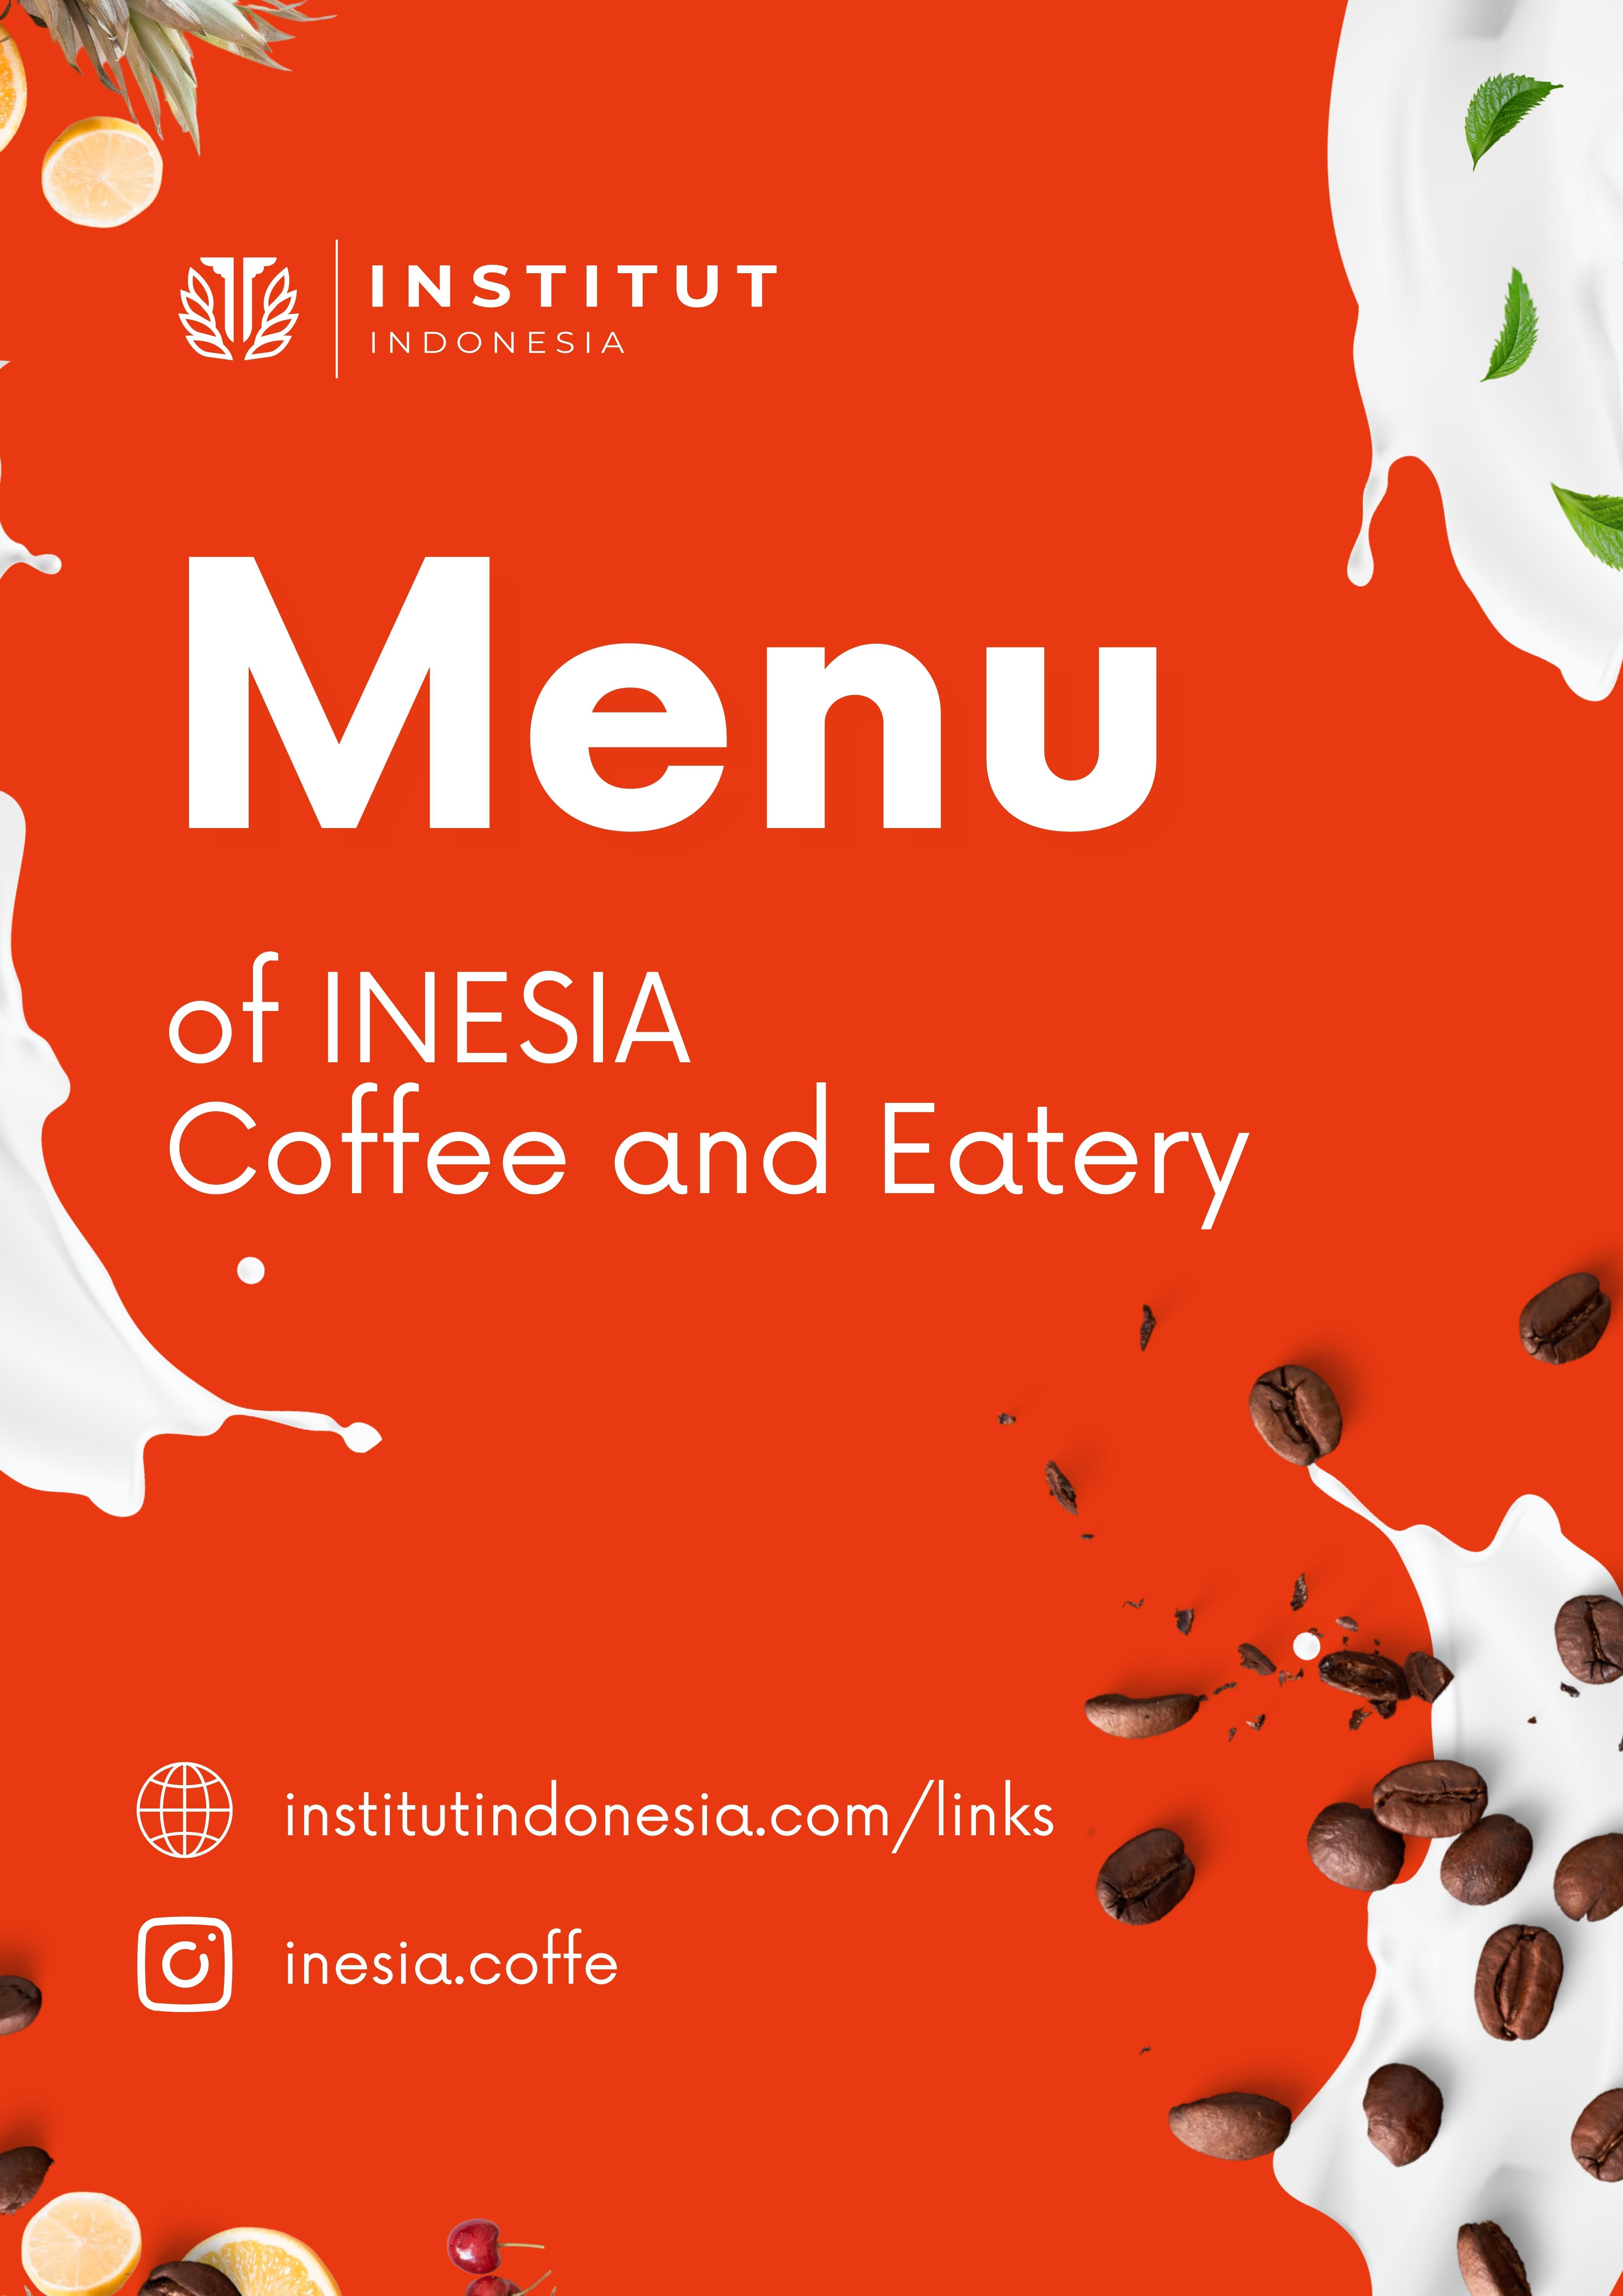 INSTITUT
INDONESIA
Menu
of INESIA
Coffee and Eatery
institutindonesia.com/links
inesia.coffe